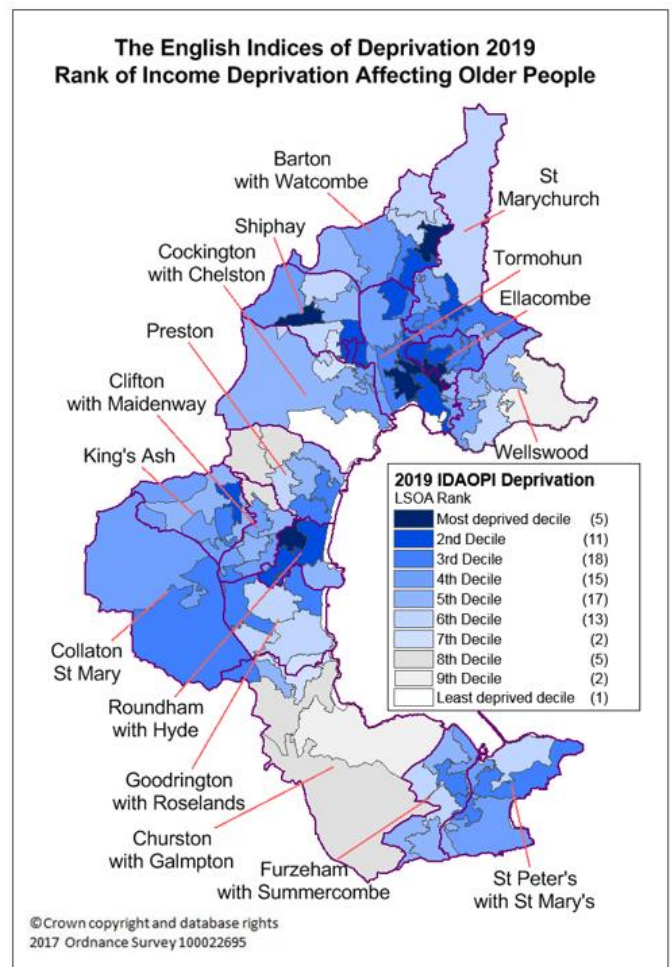 The English Indices of Deprivation 2019
Rank of Income Deprivation Affecting Older People
Barton
with Watcombe
St
Marychurch
Shiphay
Cockington
with Chelston
Tormohun
Ellacombe
Preston
Clifton
with Maidenway
King's Ash
Wellswood
2019 IDAOPI Deprivation
LSOA Rank
Most deprived decile (5)
2nd Decile (11)
3rd Decile (18)
4th Decile (15)
5th Decile (17)
6th Decile (13)
7th Decile (2)
8th Decile (5)
9th Decile (2)
Least deprived decile (1)
Collaton
St Mary
Roundham
with Hyde
Goodrington
with Roselands
Churston
with Galmpton
Furzeham
with Summercombe
St Peter's
with St Mary's
©Crown copyright and database rights
2017 Ordnance Survey 100022695